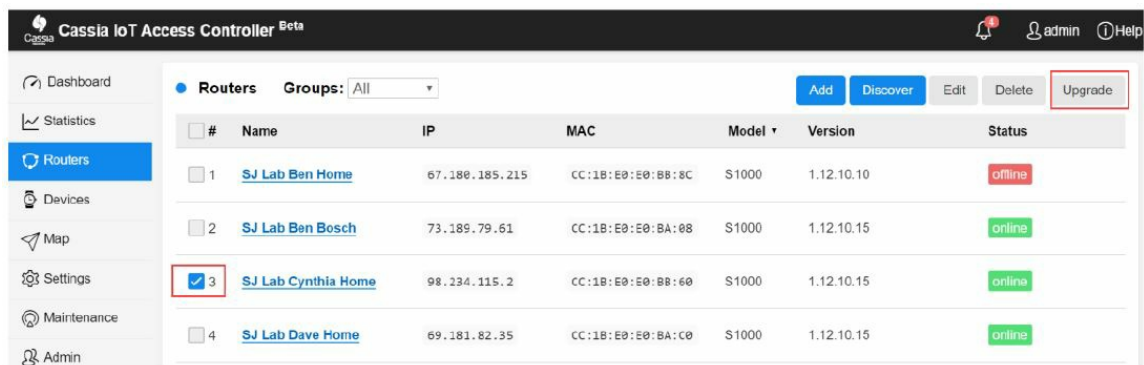 Cassia Cassia IoT Access Controller Beta 4 admin Help
Dashboard
Statistics
Routers
Devices
Map
Settings
Maintenance
Admin
Routers Groups: All Add Discover Edit Delete Upgrade
# Name IP MAC Model Version Status
1 SJ Lab Ben Home 67.180.185.215 CC:1B:E0:E0:BB:8C S1000 1.12.10.10 offline
2 SJ Lab Ben Bosch 73.189.79.61 CC:1B:E0:E0:BA:08 S1000 1.12.10.15 online
3 SJ Lab Cynthia Home 98.234.115.2 CC:1B:E0:E0:BB:60 S1000 1.12.10.15 online
4 SJ Lab Dave Home 69.181.82.35 CC:1B:E0:E0:BA:C0 S1000 1.12.10.15 online